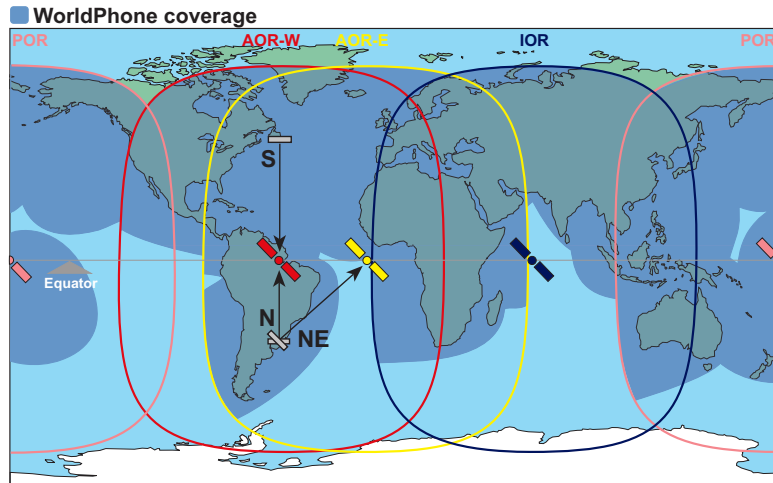 WorldPhone coverage
POR AOR-W AOR-E IOR POR
S
Equator
N
NE